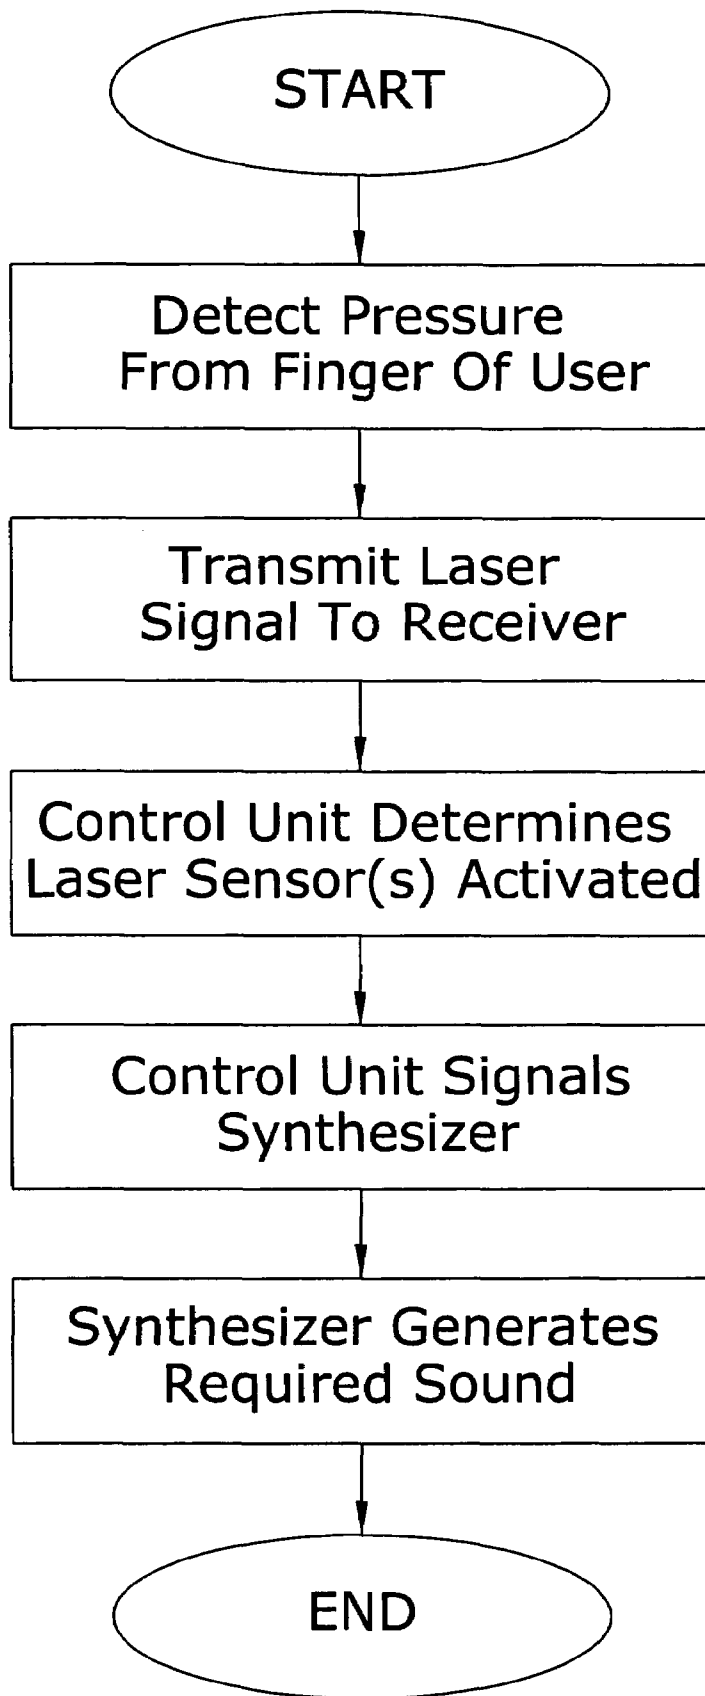 START
Detect Pressure
From Finger Of User
Transmit Laser
Signal To Receiver
Control Unit Determines
Laser Sensor(s) Activated
Control Unit Signals
Synthesizer
Synthesizer Generates
Required Sound
END